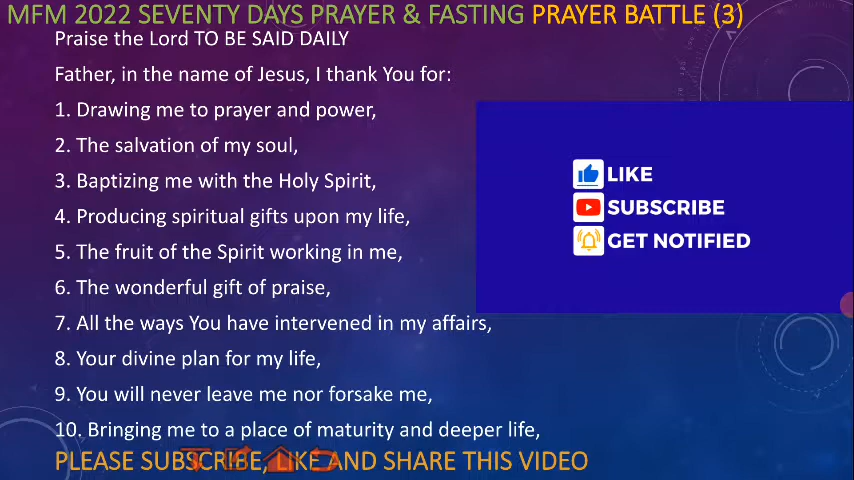 MFM 2022 SEVENTY DAYS PRAYER & FASTING PRAYER BATTLE (3)
Praise the Lord TO BE SAID DAILY
Father, in the name of Jesus, I thank You for:
1. Drawing me to prayer and power,
2. The salvation of my soul,
3. Baptizing me with the Holy Spirit,
4. Producing spiritual gifts upon my life,
5. The fruit of the Spirit working in me,
6. The wonderful gift of praise,
7. All the ways You have intervened in my affairs,
8. Your divine plan for my life,
9. You will never leave me nor forsake me,
10. Bringing me to a place of maturity and deeper life,
PLEASE SUBSCRIBE, LIKE AND SHARE THIS VIDEO
LIKE
SUBSCRIBE
GET NOTIFIED